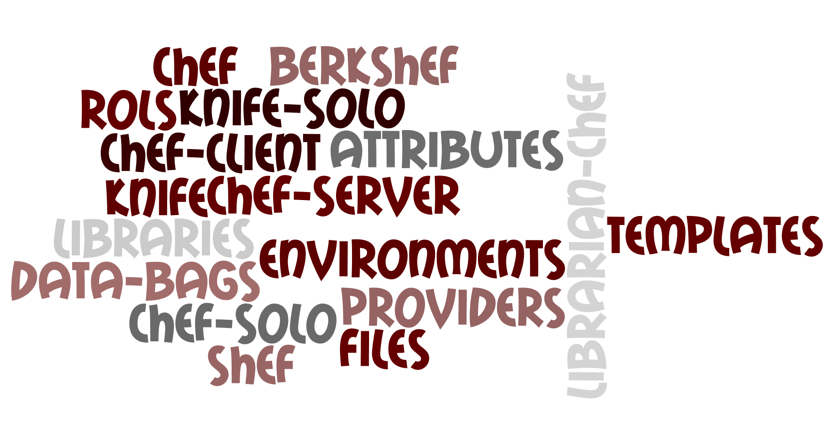 Chef BERKShEF
ROLSKNIFE-SOLO
ChEF-CLIENT ATTRIBUTES
KNIFEChEF-SERVER
LIBRARIAN-ChEF
TEMPLATES
LIBRARIES
ENVIRONMENTS
DATA-BAGS
PROVIDERS
ChEF-SOLO
FILES
ShEF